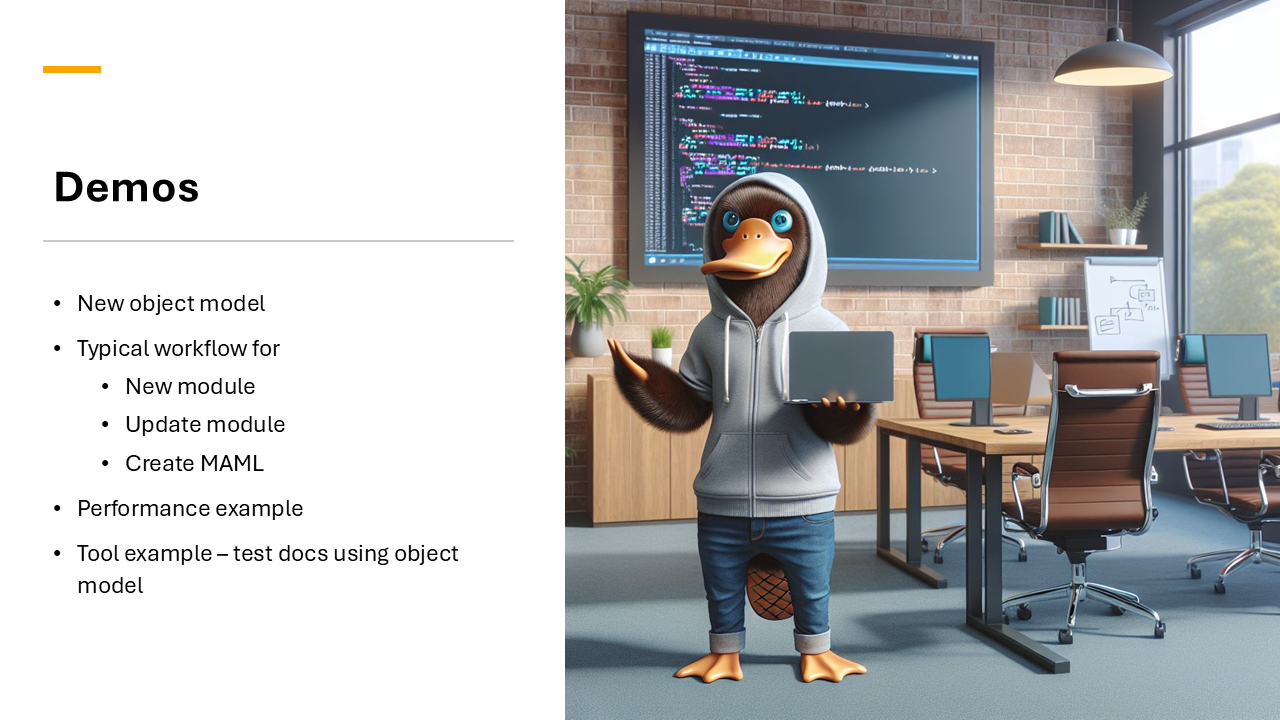 Demos
• New object model
• Typical workflow for
• New module
• Update module
• Create MAML
• Performance example
• Tool example – test docs using object
model